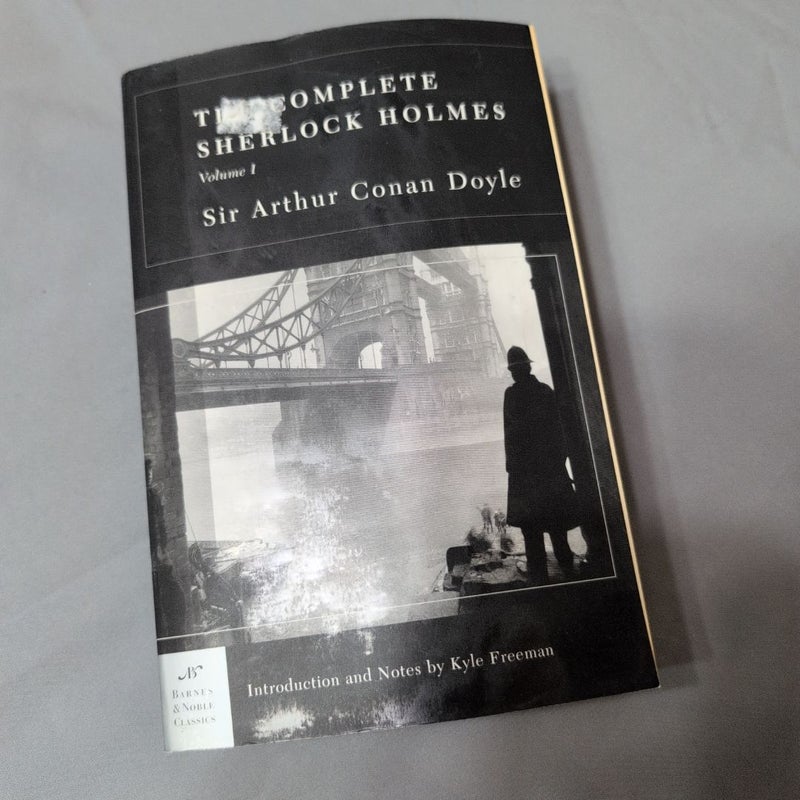 COMPLETE
SHERLOCK HOLMES
Volume I
Sir Arthur Conan Doyle
Introduction and Notes by Kyle Freeman
BARNES
& NOBLE
CLASSICS